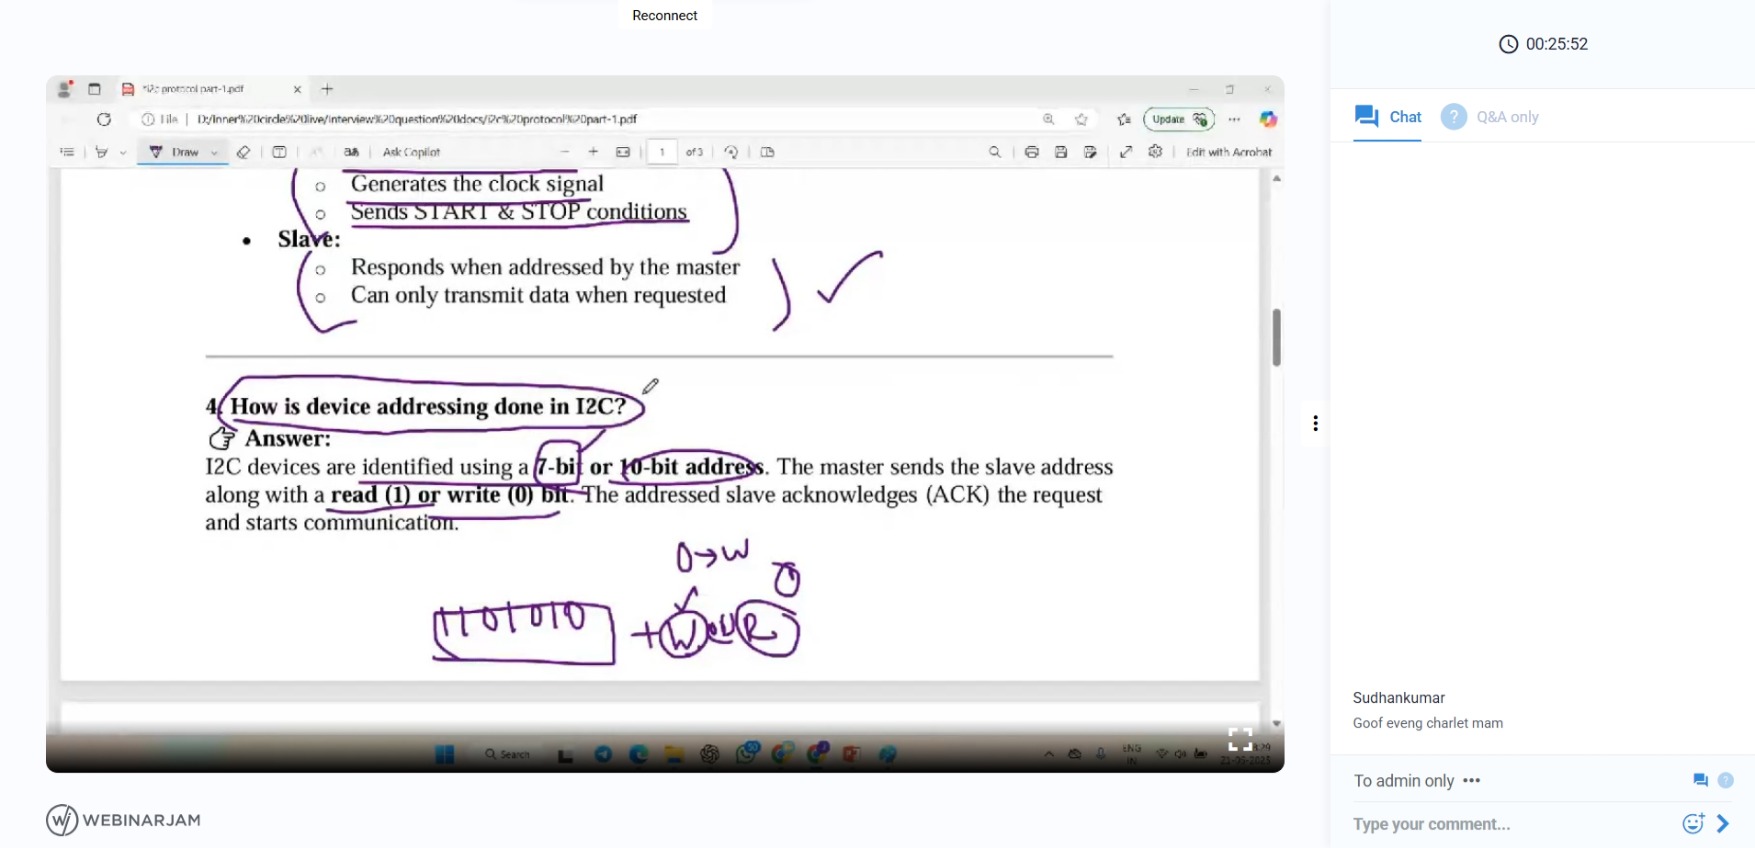 Reconnect
00:25:52
*i2c protocol part-1.pdf
File | D:/Inner%20circle%20live/interview%20question%20docs/i2c%20protocol%20part-1.pdf
Update
Draw
Ask Copilot
1 of 3
Edit with Acrobat
Chat
? Q&A only
Generates the clock signal
Sends START & STOP conditions
Slave:
Responds when addressed by the master
Can only transmit data when requested
4. How is device addressing done in I2C?
Answer:
I2C devices are identified using a 7-bit or 10-bit address. The master sends the slave address
along with a read (1) or write (0) bit. The addressed slave acknowledges (ACK) the request
and starts communication.
0→W
1101010 + W R
Search
ENG
IN
21-05-2025
WEBINARJAM
Sudhankumar
Goof eveng charlet mam
To admin only
Type your comment...